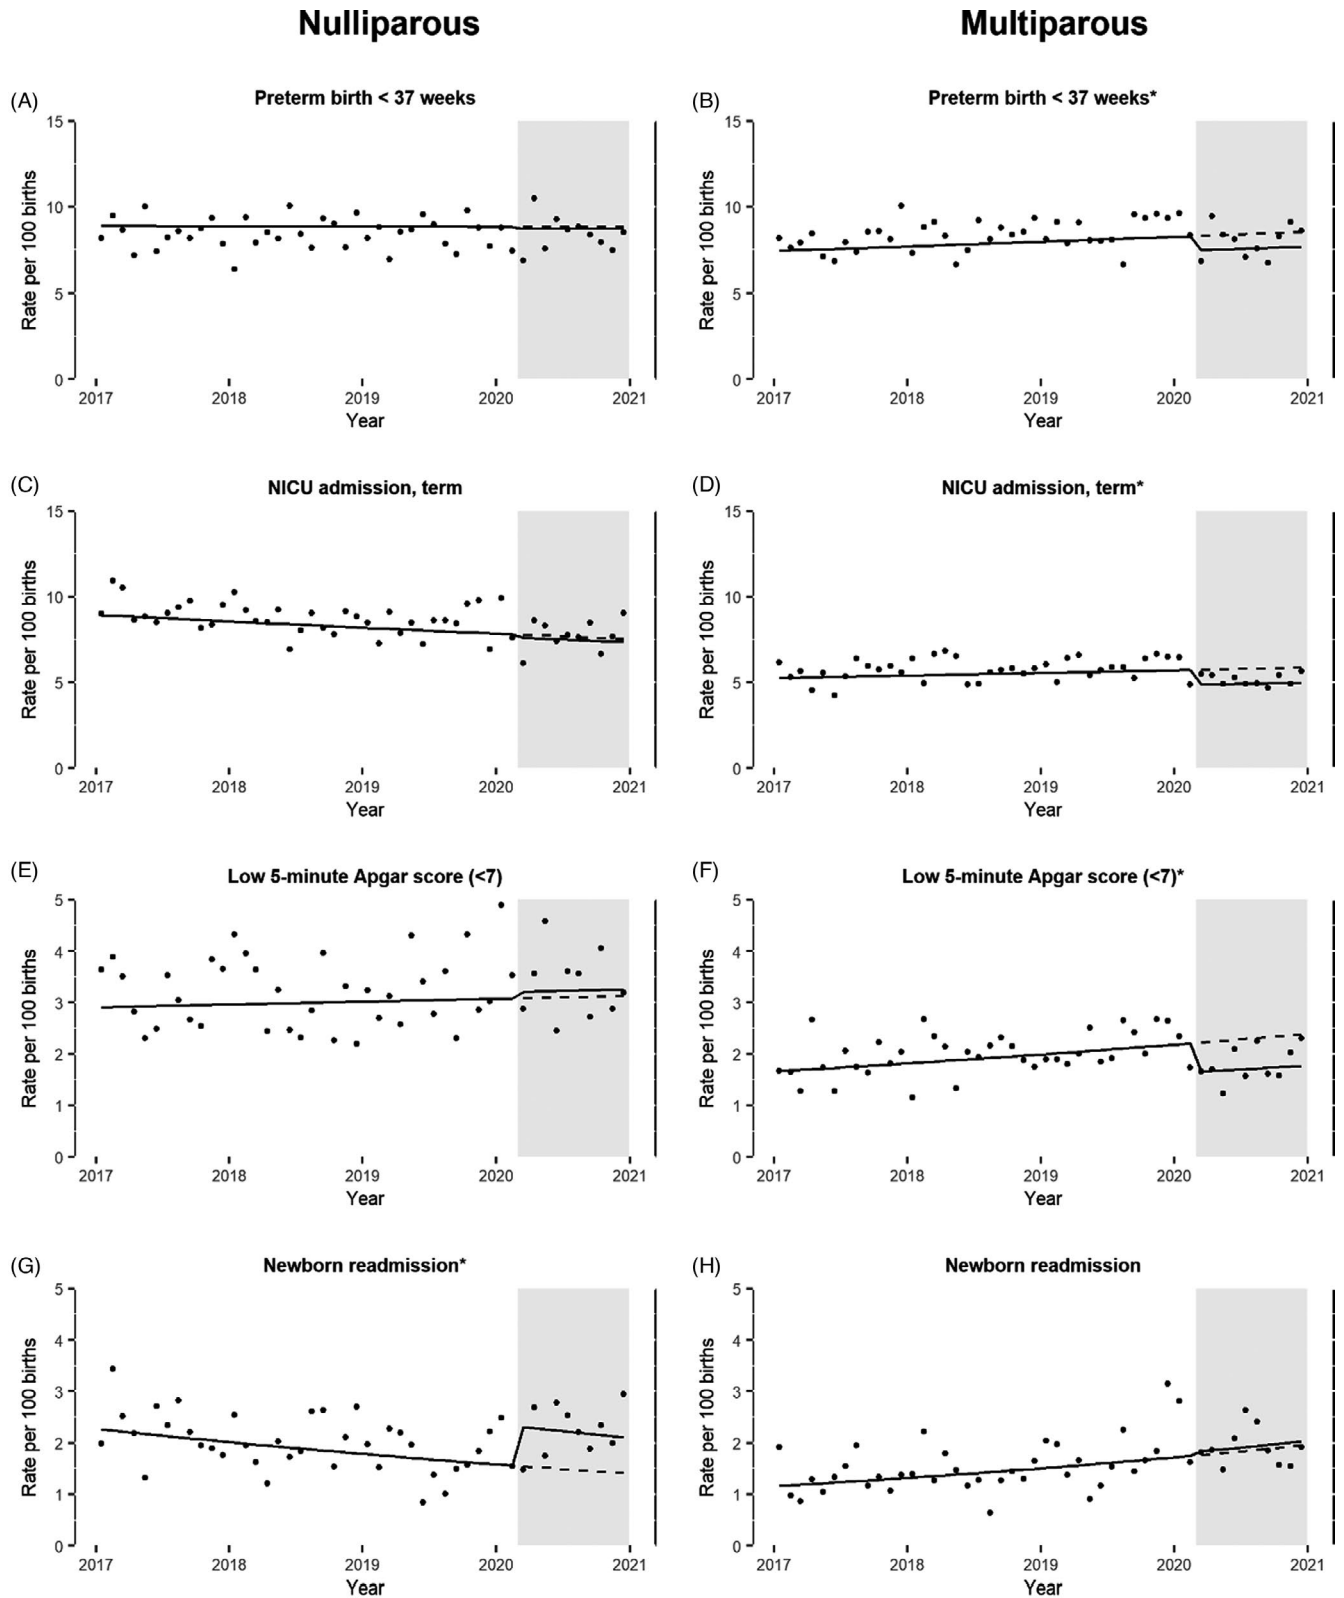 Nulliparous
Multiparous
(A)
Preterm birth < 37 weeks
Rate per 100 births
15
10
5
0
2017 2018 2019 2020 2021
Year
(B)
Preterm birth < 37 weeks*
Rate per 100 births
15
10
5
0
2017 2018 2019 2020 2021
Year
(C)
NICU admission, term
Rate per 100 births
15
10
5
0
2017 2018 2019 2020 2021
Year
(D)
NICU admission, term*
Rate per 100 births
15
10
5
0
2017 2018 2019 2020 2021
Year
(E)
Low 5-minute Apgar score (<7)
Rate per 100 births
5
4
3
2
1
0
2017 2018 2019 2020 2021
Year
(F)
Low 5-minute Apgar score (<7)*
Rate per 100 births
5
4
3
2
1
0
2017 2018 2019 2020 2021
Year
(G)
Newborn readmission*
Rate per 100 births
5
4
3
2
1
0
2017 2018 2019 2020 2021
Year
(H)
Newborn readmission
Rate per 100 births
5
4
3
2
1
0
2017 2018 2019 2020 2021
Year